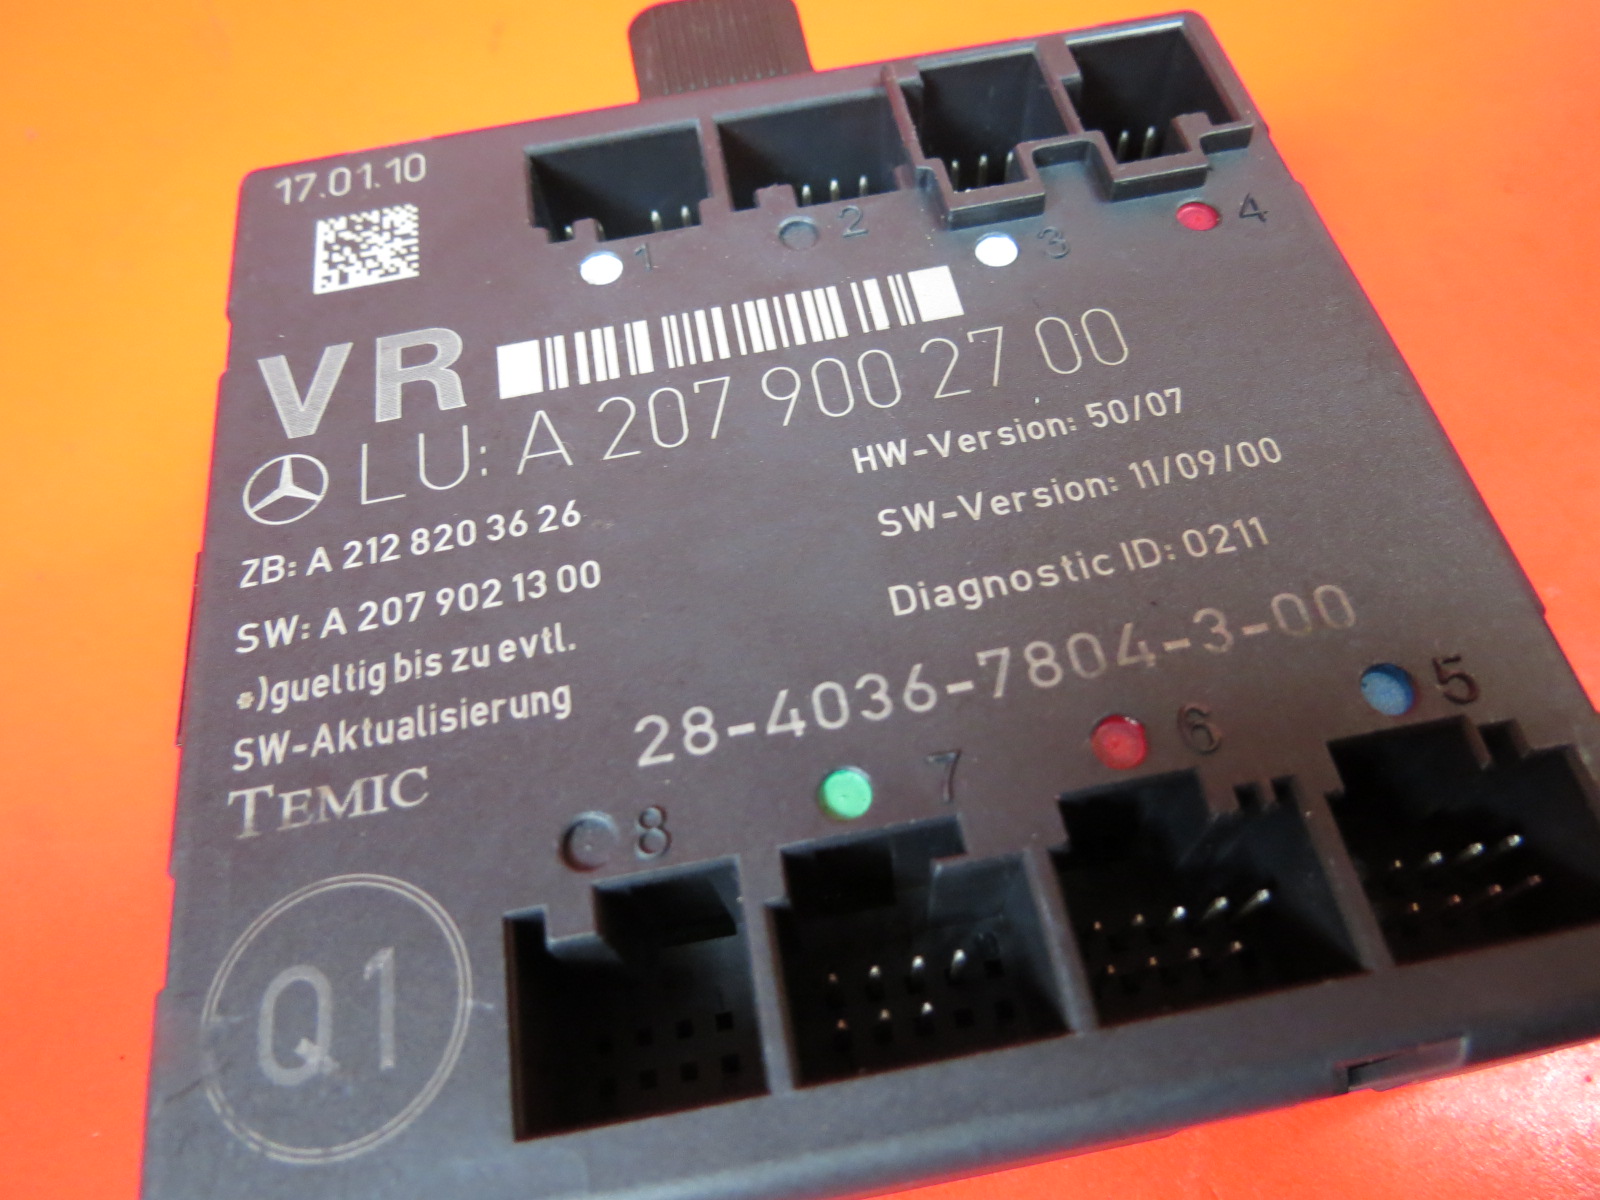 17.01.10
1
2
3
4
VR
LU: A 207 900 27 00
HW-Version: 50/07
ZB: A 212 820 36 26
SW-Version: 11/09/00
SW: A 207 902 13 00
Diagnostic ID: 0211
*)gueltig bis zu evtl.
SW-Aktualisierung
28-4036-7804-3-00
TEMIC
8
7
6
5
Q1